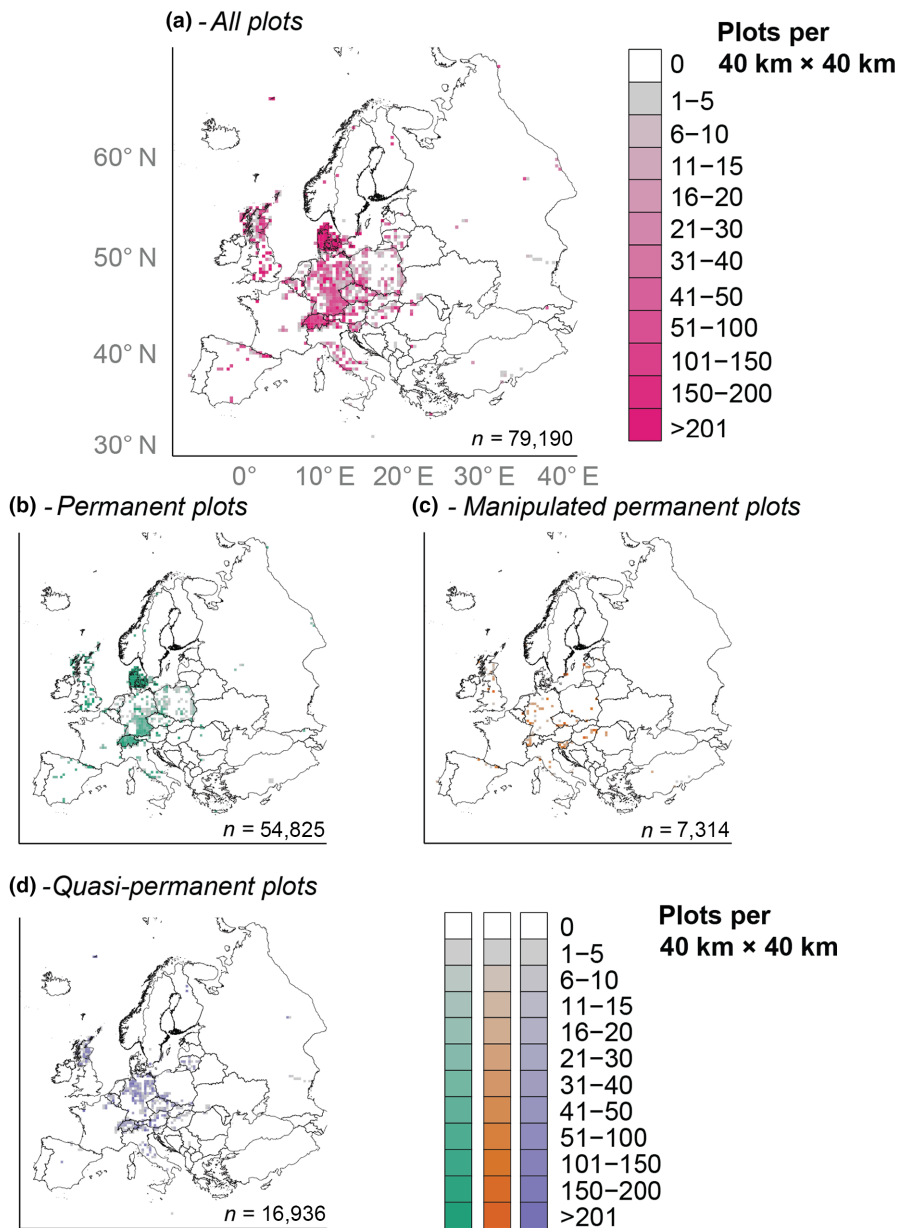 (a) - All plots
Plots per
40 km × 40 km
0
1–5
6–10
11–15
16–20
21–30
31–40
41–50
51–100
101–150
150–200
>201
60° N
50° N
40° N
30° N
n = 79,190
0° 10° E 20° E 30° E 40° E
(b) - Permanent plots
n = 54,825
(c) - Manipulated permanent plots
n = 7,314
(d) - Quasi-permanent plots
n = 16,936
Plots per
40 km × 40 km
0
1–5
6–10
11–15
16–20
21–30
31–40
41–50
51–100
101–150
150–200
>201